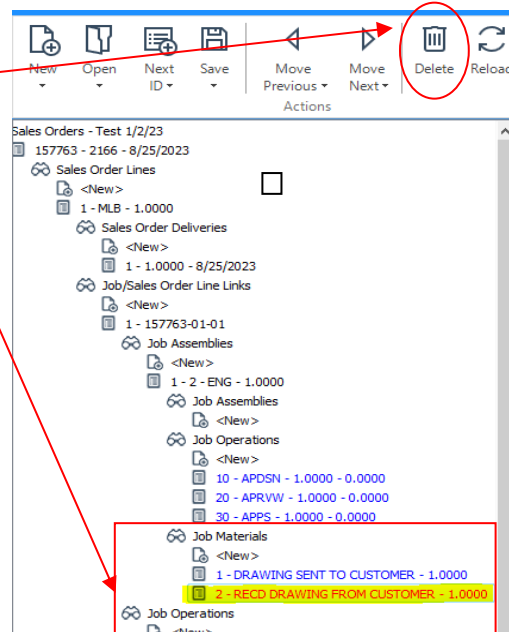 New Open Next ID Save Move Previous Move Next Delete Reload
Actions
Sales Orders - Test 1/2/23
157763 - 2166 - 8/25/2023
Sales Order Lines
<New>
1 - MLB - 1.0000
Sales Order Deliveries
<New>
1 - 1.0000 - 8/25/2023
Job/Sales Order Line Links
<New>
1 - 157763-01-01
Job Assemblies
<New>
1 - 2 - ENG - 1.0000
Job Assemblies
<New>
Job Operations
<New>
10 - APDSN - 1.0000 - 0.0000
20 - APRVW - 1.0000 - 0.0000
30 - APPS - 1.0000 - 0.0000
Job Materials
<New>
1 - DRAWING SENT TO CUSTOMER - 1.0000
2 - RECD DRAWING FROM CUSTOMER - 1.0000
Job Operations
<New>